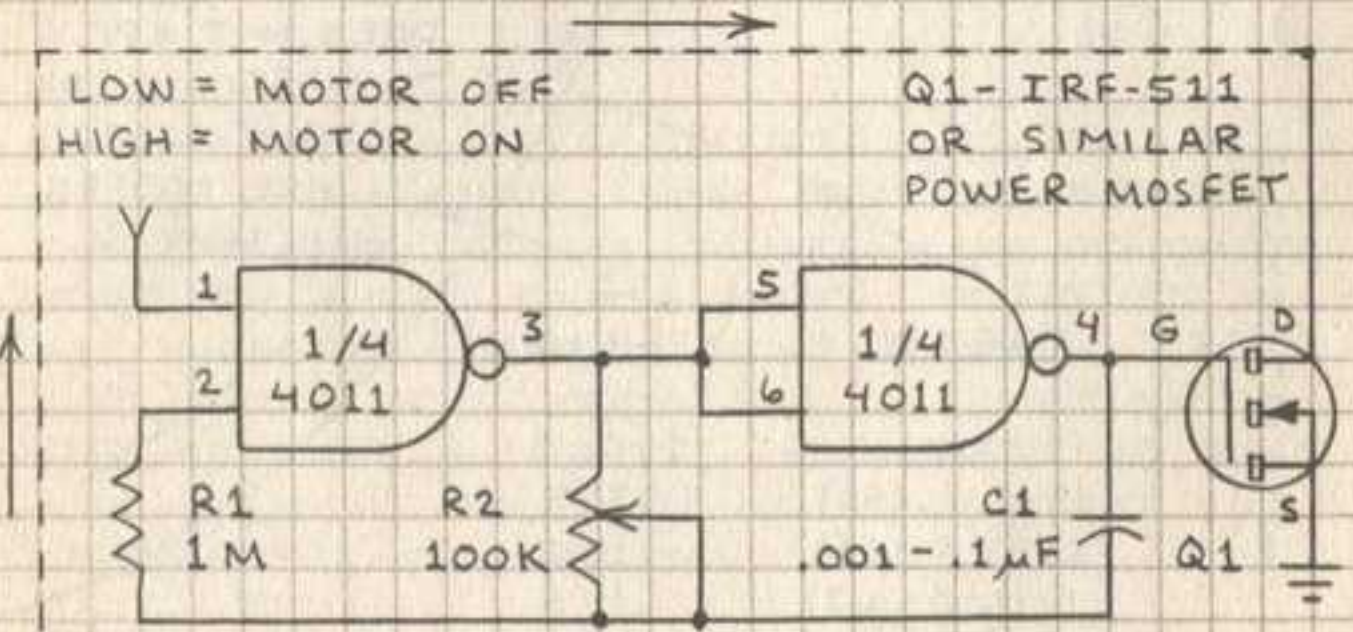 LOW = MOTOR OFF
HIGH = MOTOR ON
Q1- IRF-511
OR SIMILAR
POWER MOSFET
1
2
1/4
4011
3
5
6
1/4
4011
4
G
D
S
R1
1M
R2
100K
C1
.001-.1µF
Q1